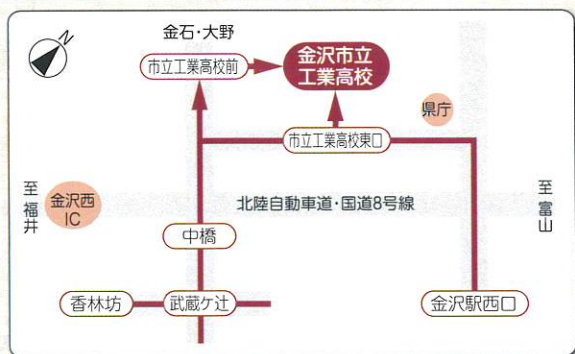 N
金石・大野
市立工業高校前
金沢市立
工業高校
県庁
市立工業高校東口
至福井
金沢西
IC
北陸自動車道・国道8号線
至富山
中橋
香林坊
武蔵ケ辻
金沢駅西口